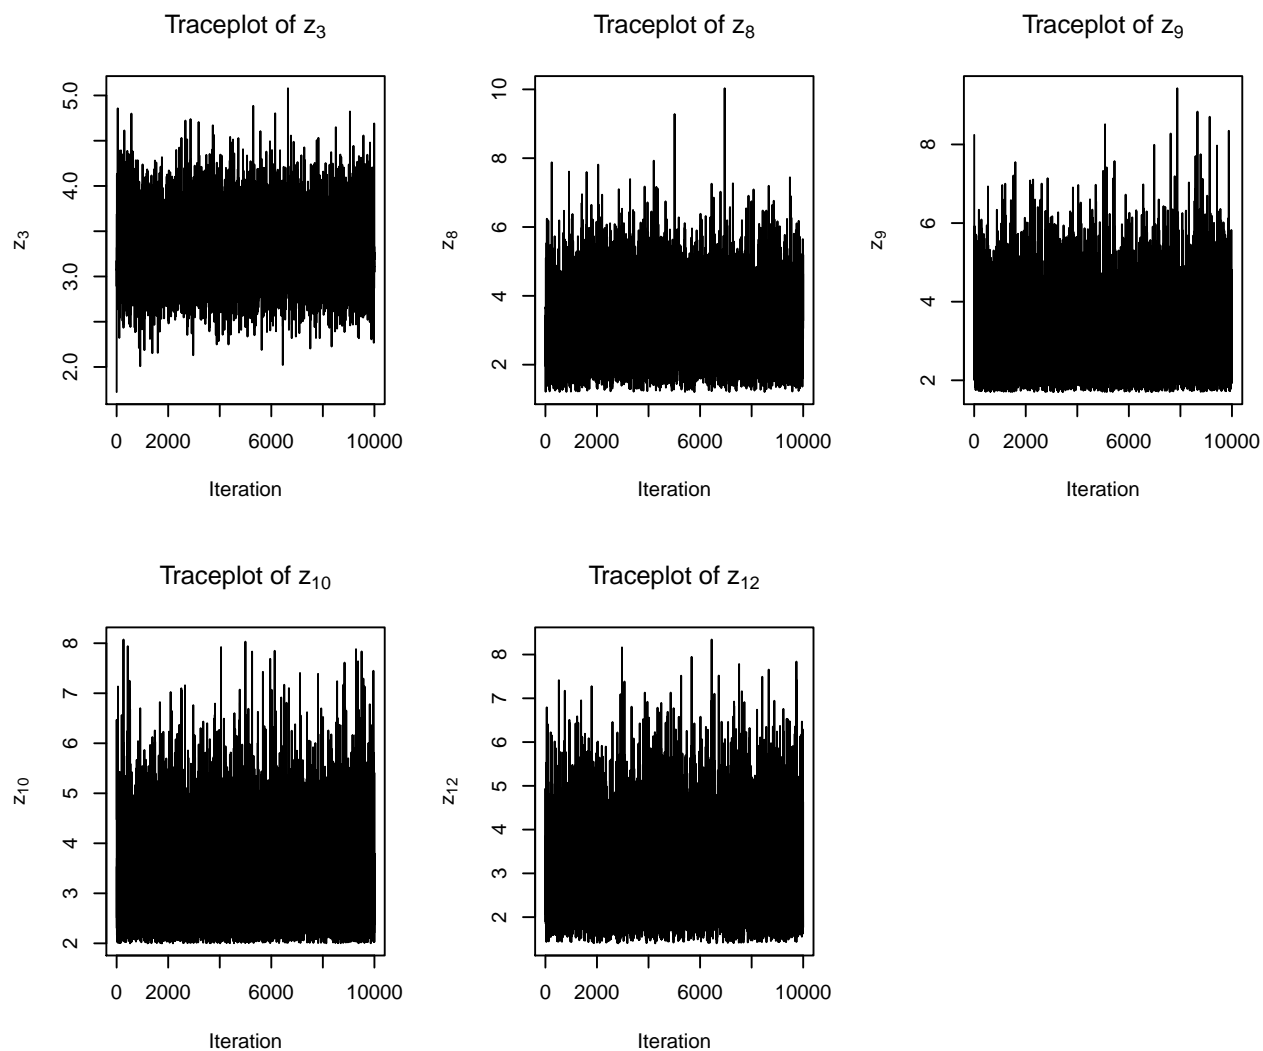 Traceplot of z₃
z₃
5.0
4.0
3.0
2.0
0 2000 6000 10000
Iteration
Traceplot of z₈
z₈
10
8
6
4
2
0 2000 6000 10000
Iteration
Traceplot of z₉
z₉
8
6
4
2
0 2000 6000 10000
Iteration
Traceplot of z₁₀
z₁₀
8
7
6
5
4
3
2
0 2000 6000 10000
Iteration
Traceplot of z₁₂
z₁₂
8
7
6
5
4
3
2
0 2000 6000 10000
Iteration